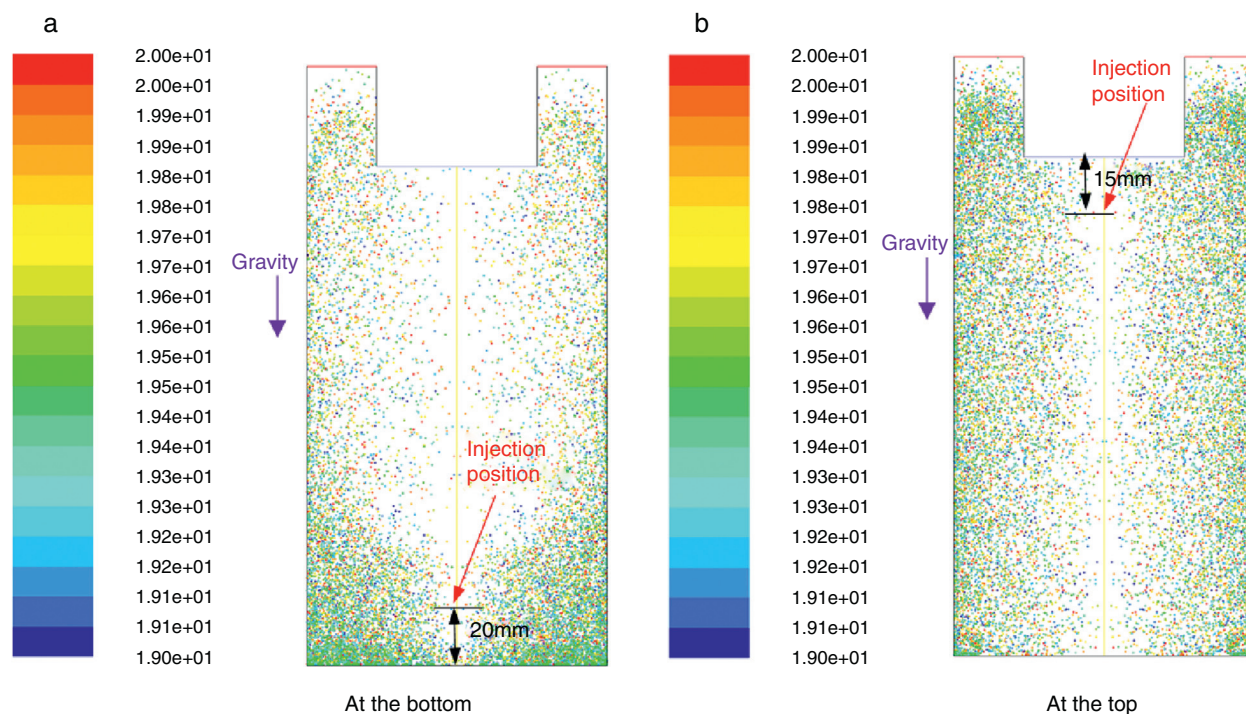 a
2.00e+01
2.00e+01
1.99e+01
1.99e+01
1.98e+01
1.98e+01
1.97e+01
1.97e+01
1.96e+01
1.96e+01
1.95e+01
1.95e+01
1.94e+01
1.94e+01
1.93e+01
1.93e+01
1.92e+01
1.92e+01
1.91e+01
1.91e+01
1.90e+01
Gravity
Injection
position
20mm
At the bottom
b
2.00e+01
2.00e+01
1.99e+01
1.99e+01
1.98e+01
1.98e+01
1.97e+01
1.97e+01
1.96e+01
1.96e+01
1.95e+01
1.95e+01
1.94e+01
1.94e+01
1.93e+01
1.93e+01
1.92e+01
1.92e+01
1.91e+01
1.91e+01
1.90e+01
Injection
position
15mm
Gravity
At the top